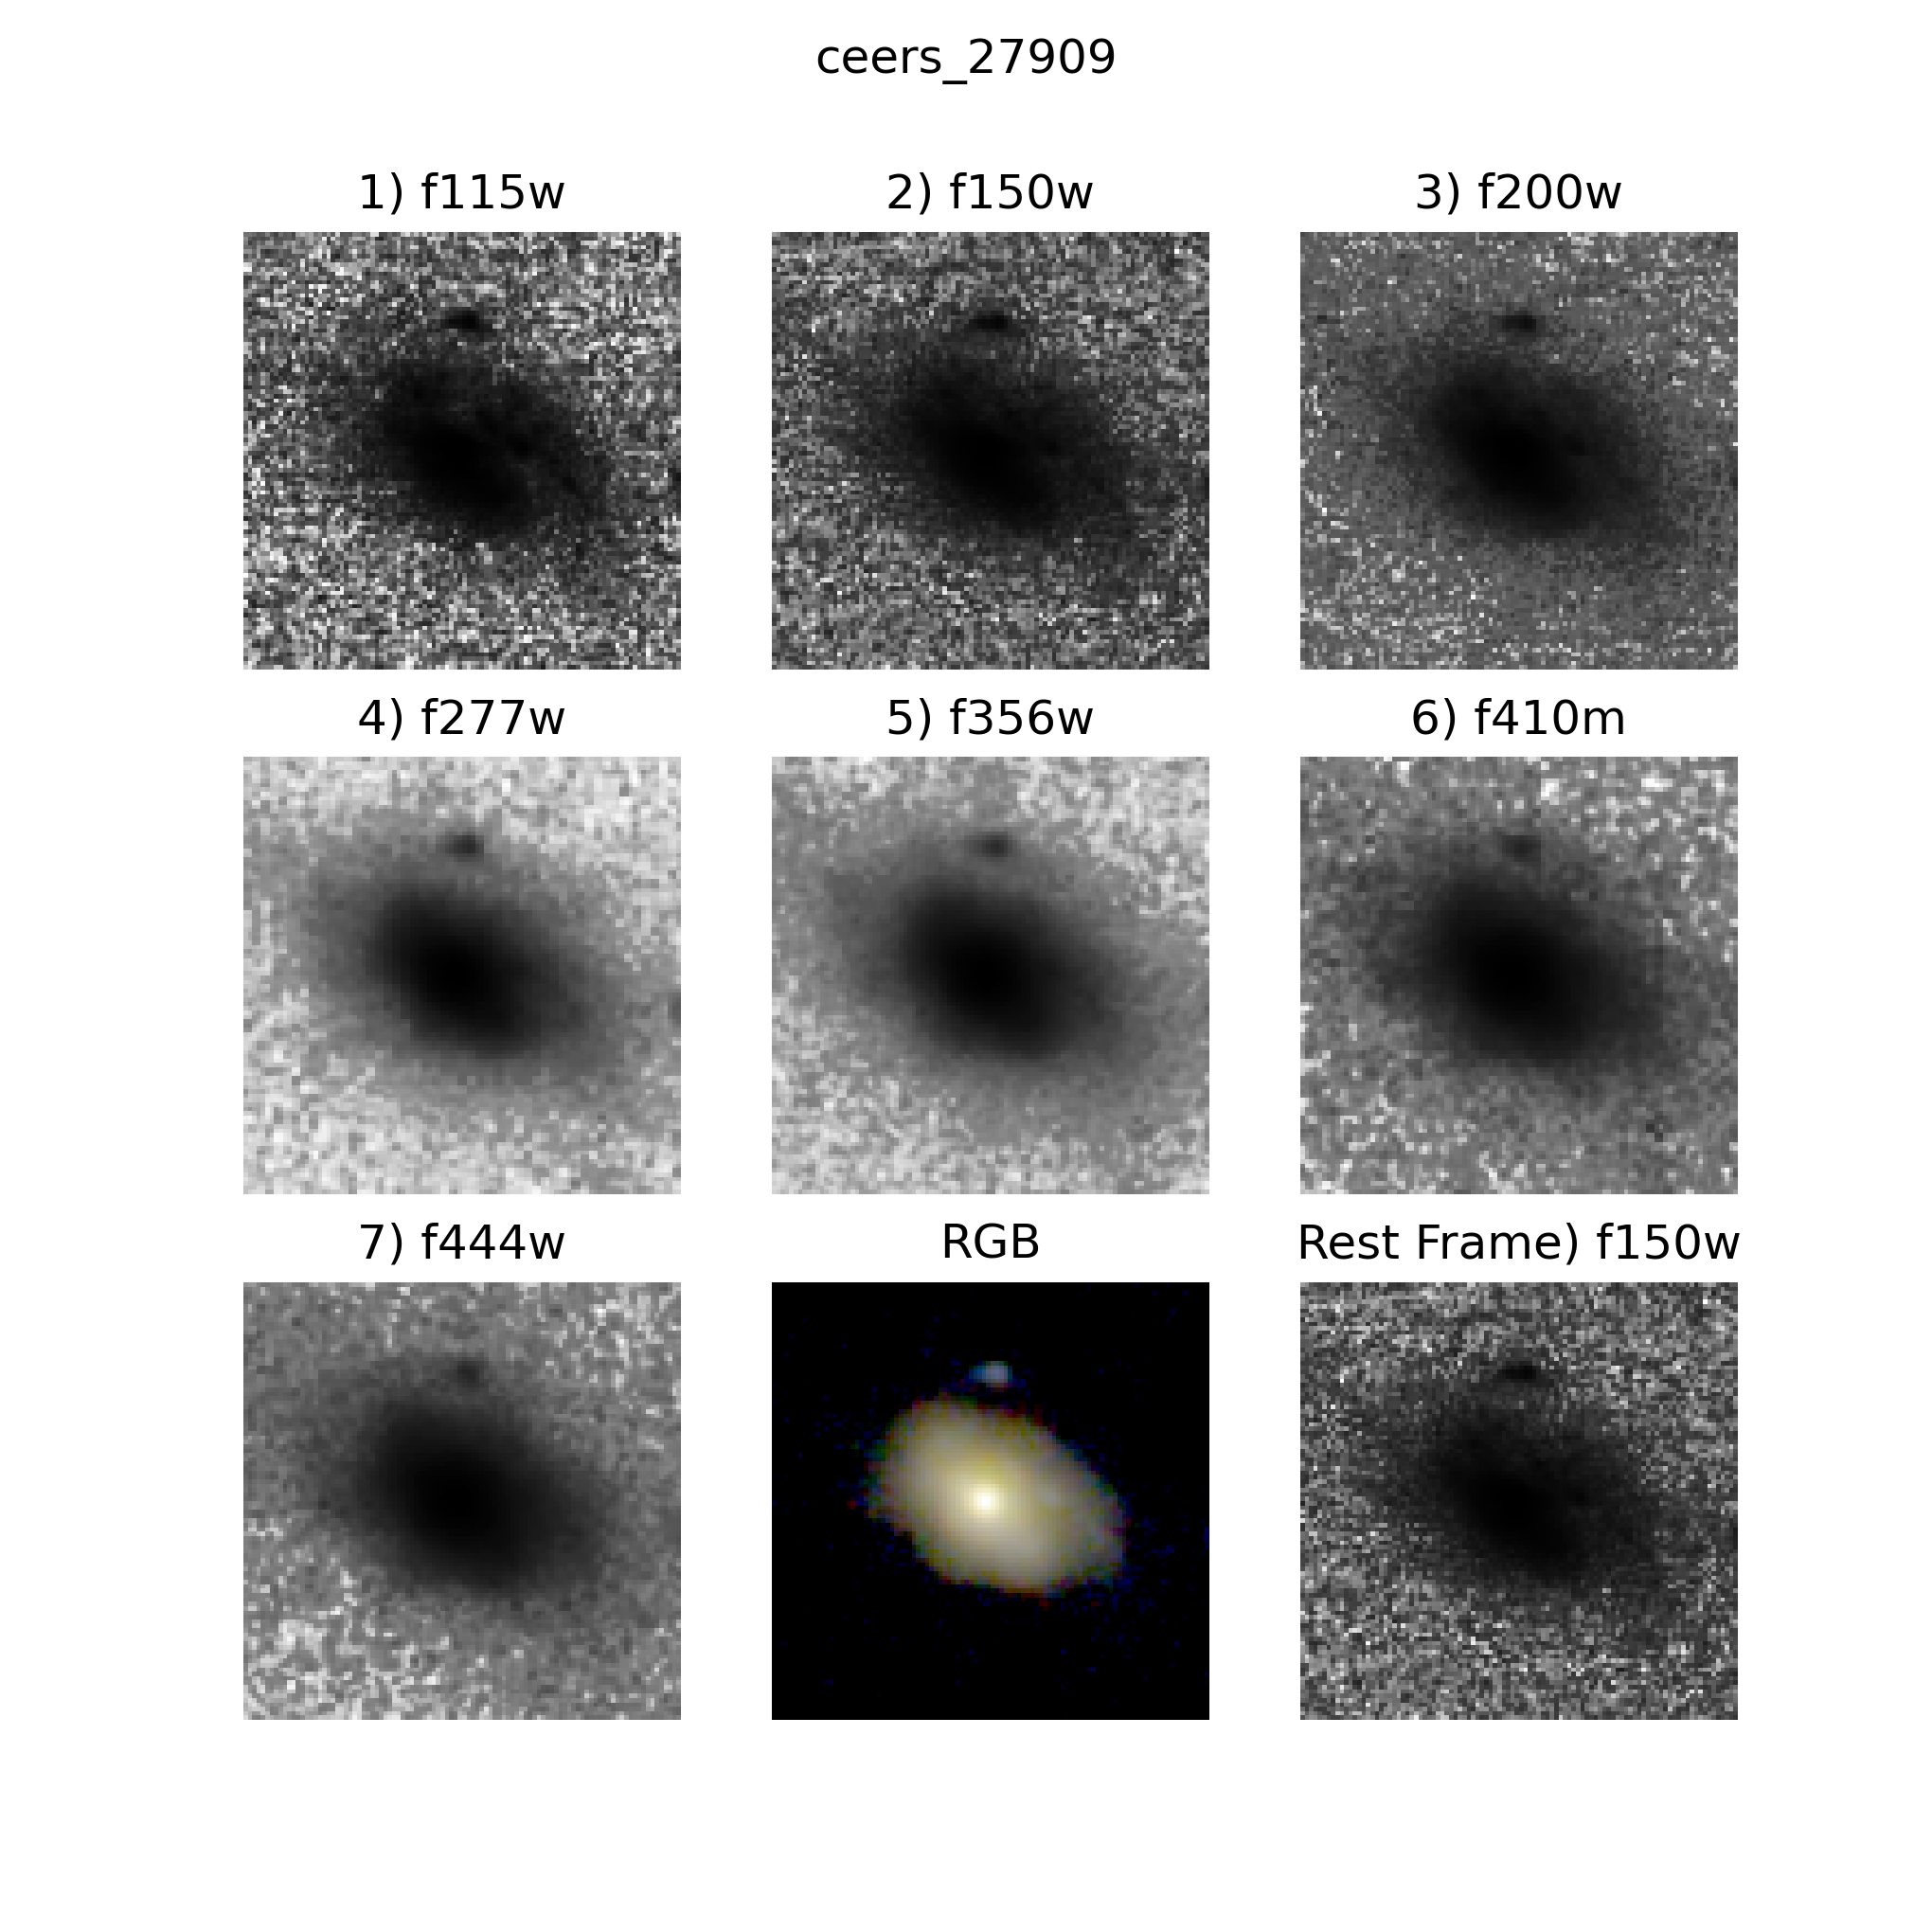 ceers_27909
1) f115w
2) f150w
3) f200w
4) f277w
5) f356w
6) f410m
7) f444w
RGB
Rest Frame) f150w